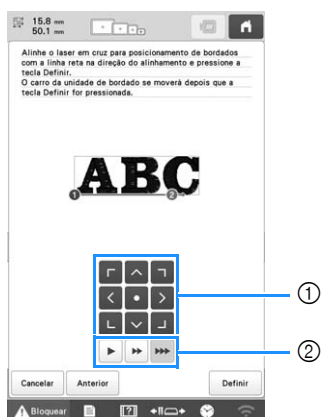 15.8 mm
50.1 mm
Alinhe o laser em cruz para posicionamento de bordados
com a linha reta na direção do alinhamento e pressione a
tecla Definir.
O carro da unidade de bordado se moverá depois que a
tecla Definir for pressionada.
ABC
1 2
①
②
Cancelar Anterior Definir
Bloquear